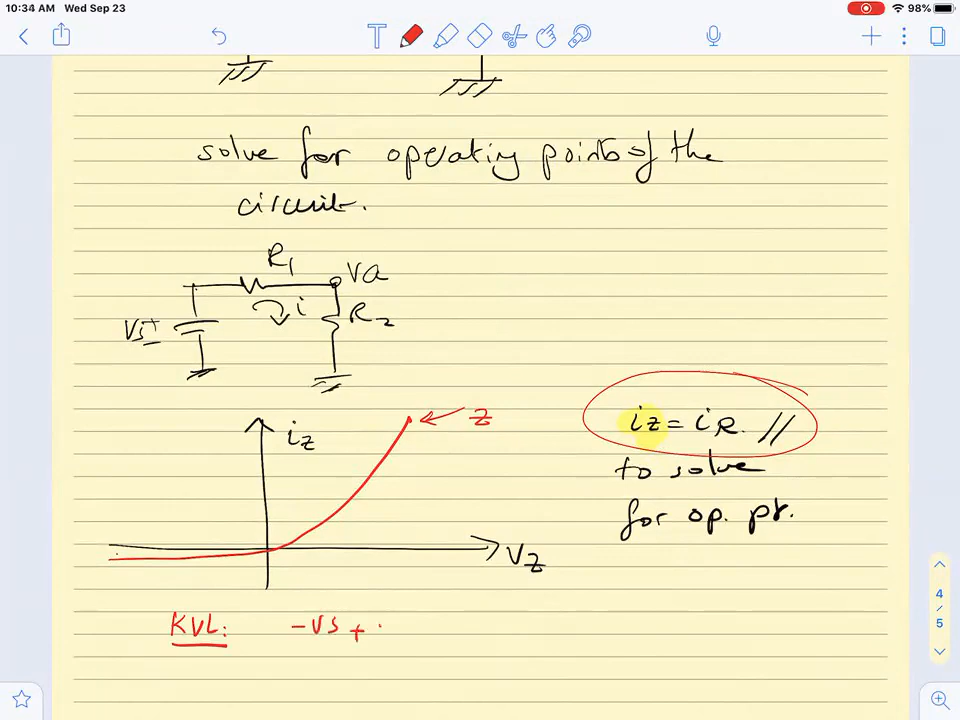 10:34 AM Wed Sep 23
98%
T
solve for operating points of the
circuit.
R1
Va
i
R2
Vs
+
iz
Z
iz = iR. //
to solve
for op. pt.
Vz
4
/
5
KVL: -VS +